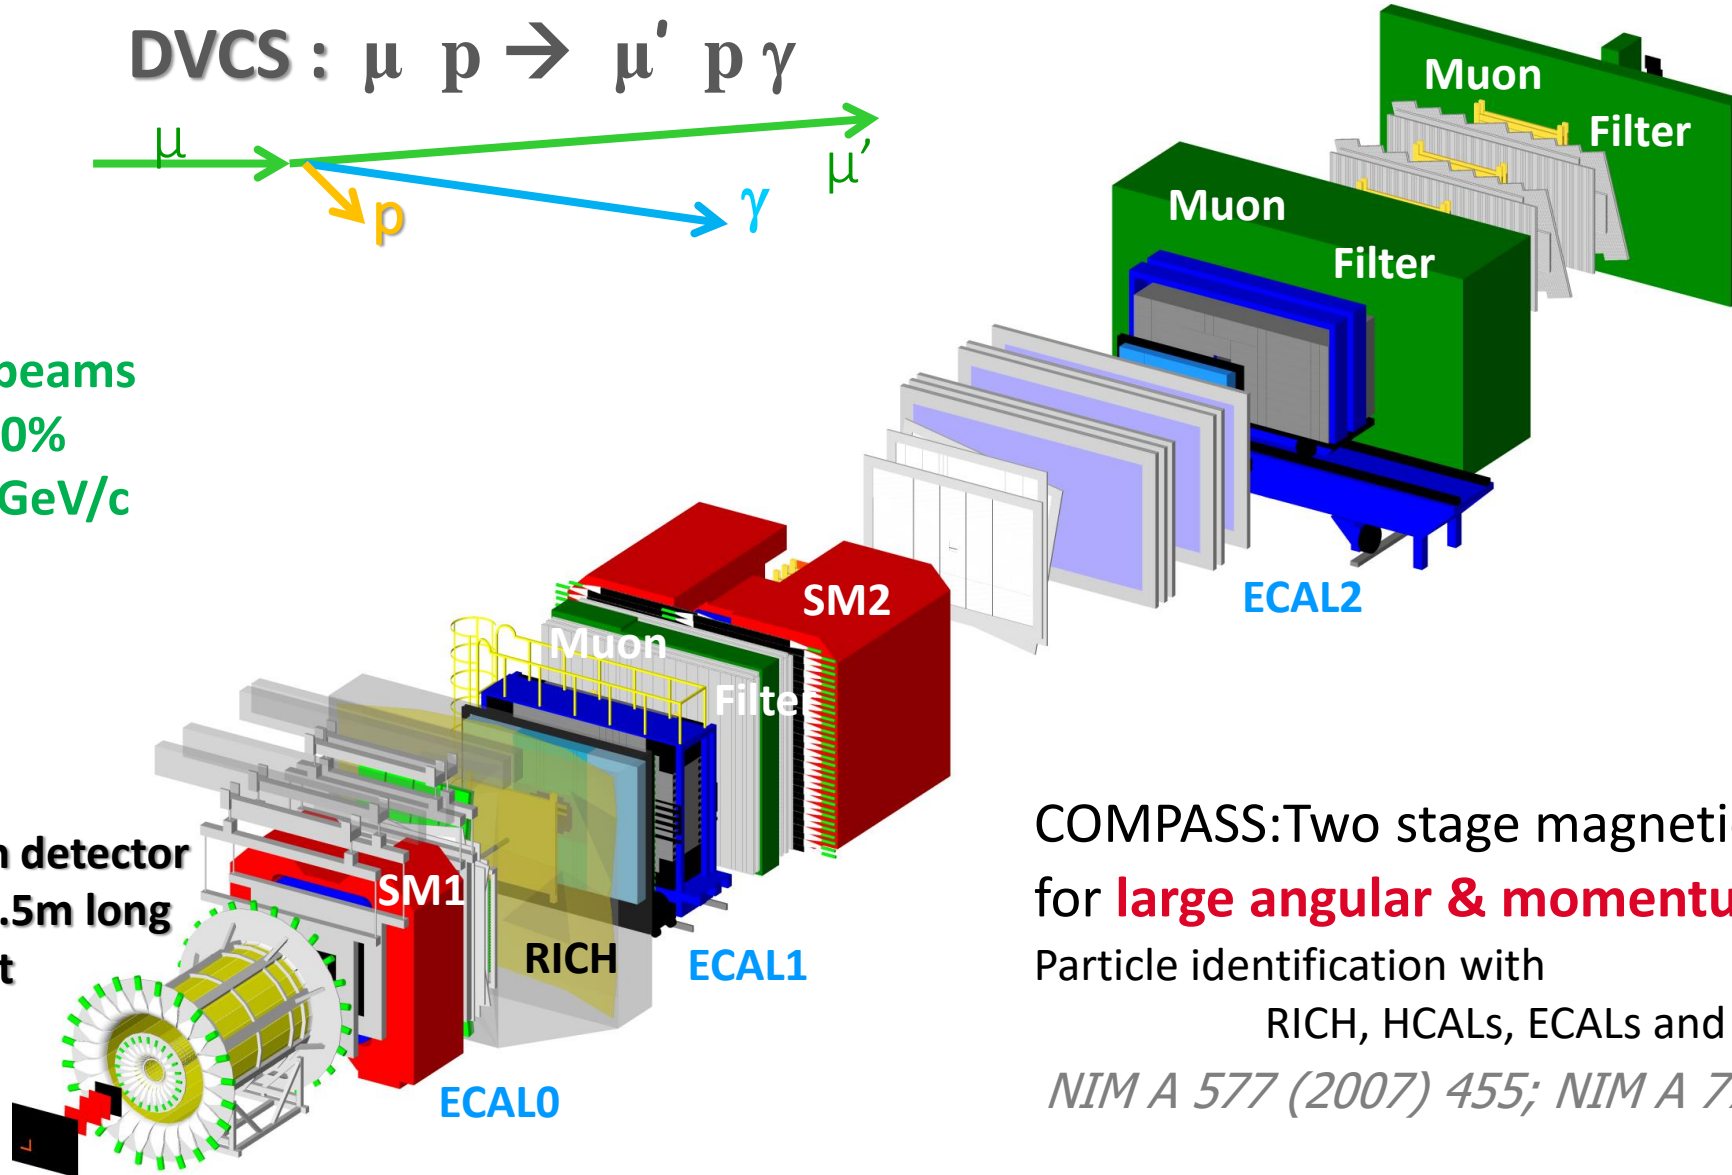 DVCS : μ p → μ′ p γ
μ
μ′
p
γ
Muon
Filter
Muon
Filter
beams
0%
GeV/c
ECAL2
SM2
Muon
Filter
detector
.5m long
SM1
RICH
ECAL1
ECAL0
COMPASS:Two stage magneti
for large angular & momentu
Particle identification with
RICH, HCALs, ECALs and
NIM A 577 (2007) 455; NIM A 7